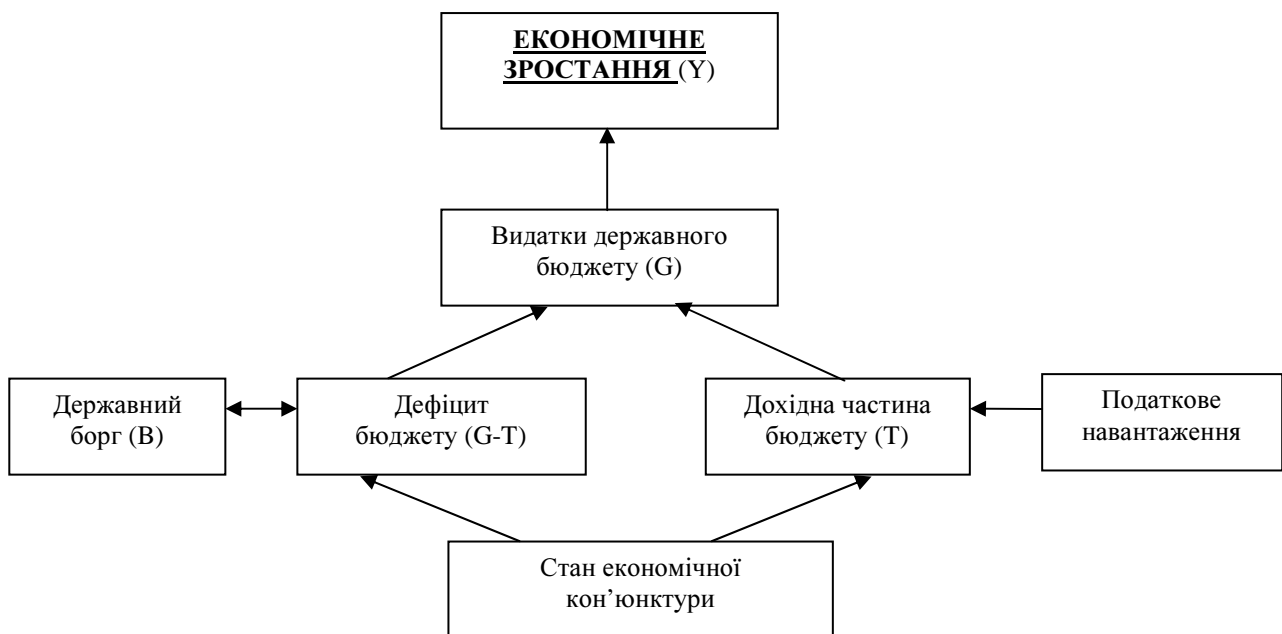 ЕКОНОМІЧНЕ
ЗРОСТАННЯ (Y)
Видатки державного
бюджету (G)
Державний
борг (B)
Дефіцит
бюджету (G-T)
Дохідна частина
бюджету (T)
Податкове
навантаження
Стан економічної
кон’юнктури